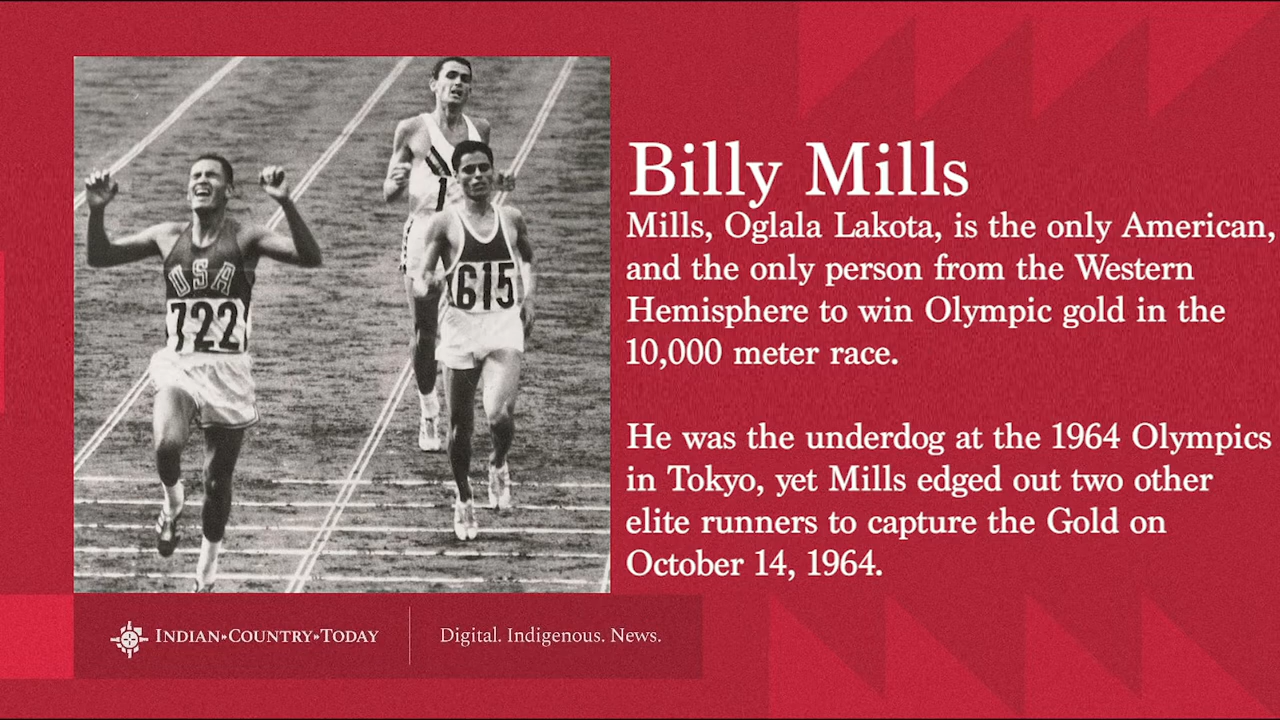 USA
722
615
Billy Mills
Mills, Oglala Lakota, is the only American,
and the only person from the Western
Hemisphere to win Olympic gold in the
10,000 meter race.
He was the underdog at the 1964 Olympics
in Tokyo, yet Mills edged out two other
elite runners to capture the Gold on
October 14, 1964.
INDIAN»COUNTRY»TODAY
Digital. Indigenous. News.